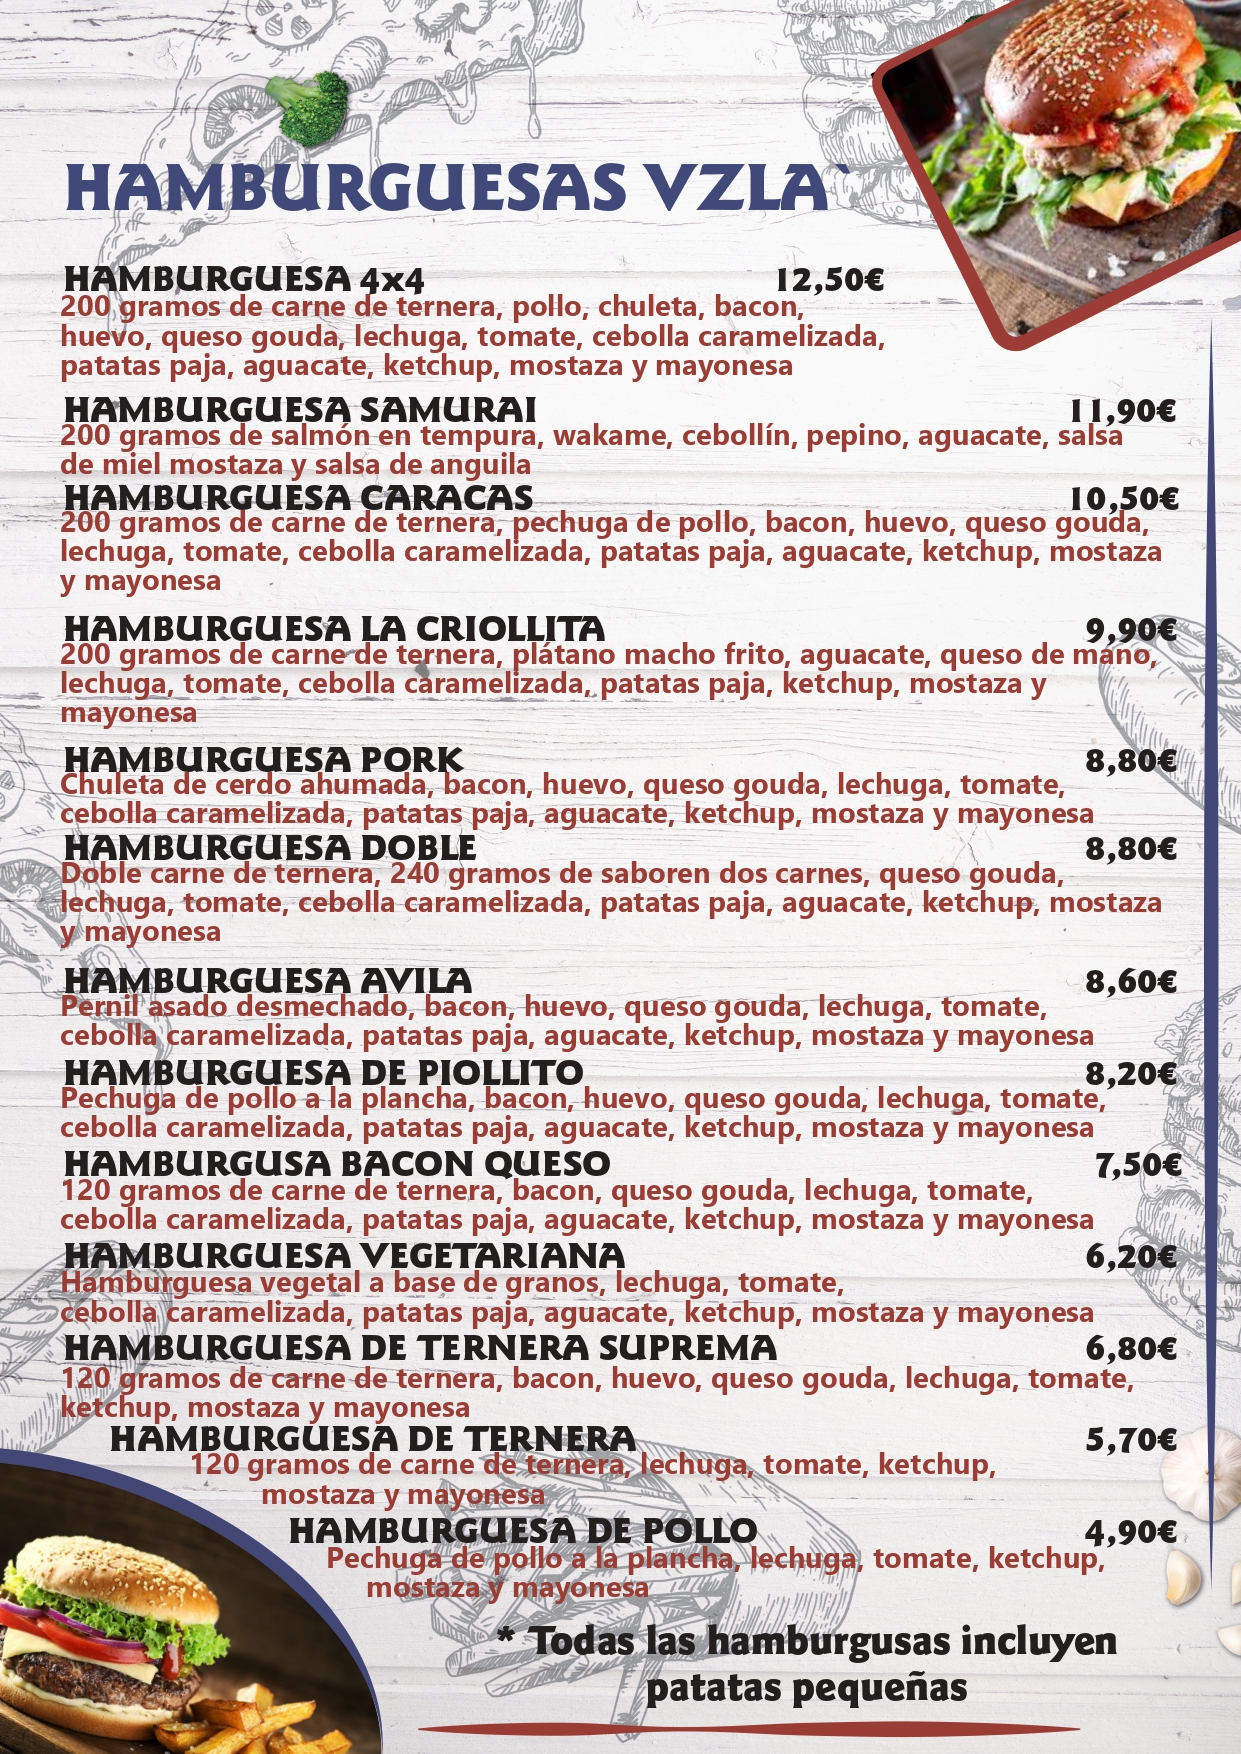 HAMBURGUESAS VZLA`
HAMBURGUESA 4x4 12,50€
200 gramos de carne de ternera, pollo, chuleta, bacon,
huevo, queso gouda, lechuga, tomate, cebolla caramelizada,
patatas paja, aguacate, ketchup, mostaza y mayonesa
HAMBURGUESA SAMURAI 11,90€
200 gramos de salmón en tempura, wakame, cebollín, pepino, aguacate, salsa
de miel mostaza y salsa de anguila
HAMBURGUESA CARACAS 10,50€
200 gramos de carne de ternera, pechuga de pollo, bacon, huevo, queso gouda,
lechuga, tomate, cebolla caramelizada, patatas paja, aguacate, ketchup, mostaza
y mayonesa
HAMBURGUESA LA CRIOLLITA 9,90€
200 gramos de carne de ternera, plátano macho frito, aguacate, queso de mano,
lechuga, tomate, cebolla caramelizada, patatas paja, ketchup, mostaza y
mayonesa
HAMBURGUESA PORK 8,80€
Chuleta de cerdo ahumada, bacon, huevo, queso gouda, lechuga, tomate,
cebolla caramelizada, patatas paja, aguacate, ketchup, mostaza y mayonesa
HAMBURGUESA DOBLE 8,80€
Doble carne de ternera, 240 gramos de saboren dos carnes, queso gouda,
lechuga, tomate, cebolla caramelizada, patatas paja, aguacate, ketchup, mostaza
y mayonesa
HAMBURGUESA AVILA 8,60€
Pernil asado desmechado, bacon, huevo, queso gouda, lechuga, tomate,
cebolla caramelizada, patatas paja, aguacate, ketchup, mostaza y mayonesa
HAMBURGUESA DE PIOLLITO 8,20€
Pechuga de pollo a la plancha, bacon, huevo, queso gouda, lechuga, tomate,
cebolla caramelizada, patatas paja, aguacate, ketchup, mostaza y mayonesa
HAMBURGUSA BACON QUESO 7,50€
120 gramos de carne de ternera, bacon, queso gouda, lechuga, tomate,
cebolla caramelizada, patatas paja, aguacate, ketchup, mostaza y mayonesa
HAMBURGUESA VEGETARIANA 6,20€
Hamburguesa vegetal a base de granos, lechuga, tomate,
cebolla caramelizada, patatas paja, aguacate, ketchup, mostaza y mayonesa
HAMBURGUESA DE TERNERA SUPREMA 6,80€
120 gramos de carne de ternera, bacon, huevo, queso gouda, lechuga, tomate,
ketchup, mostaza y mayonesa
HAMBURGUESA DE TERNERA 5,70€
120 gramos de carne de ternera, lechuga, tomate, ketchup,
mostaza y mayonesa
HAMBURGUESA DE POLLO 4,90€
Pechuga de pollo a la plancha, lechuga, tomate, ketchup,
mostaza y mayonesa
* Todas las hamburgusas incluyen
patatas pequeñas